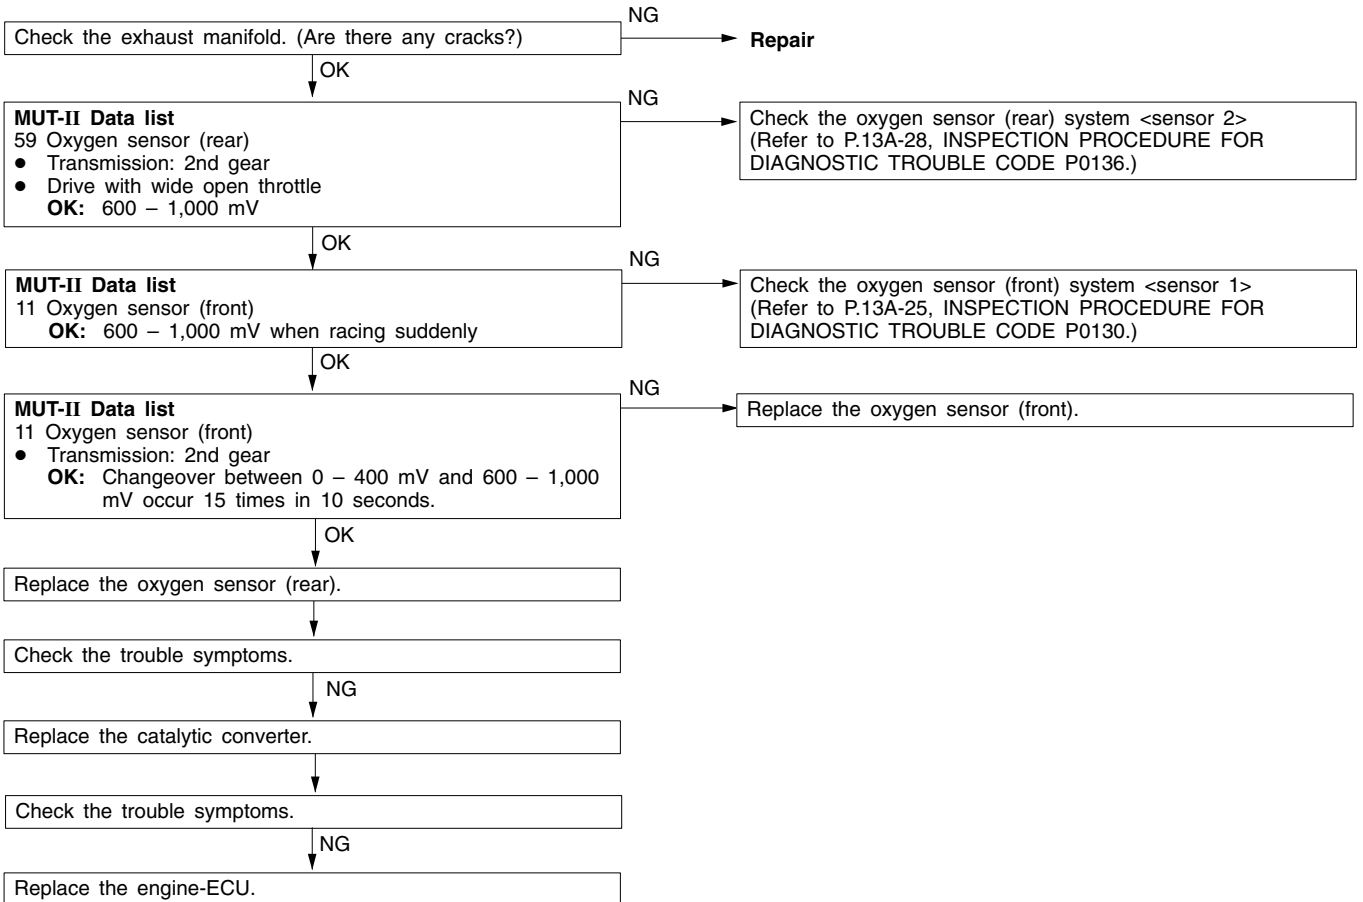 NG
Check the exhaust manifold. (Are there any cracks?)
Repair
OK
NG
MUT-II Data list
59 Oxygen sensor (rear)
● Transmission: 2nd gear
● Drive with wide open throttle
OK: 600 – 1,000 mV
Check the oxygen sensor (rear) system <sensor 2>
(Refer to P.13A-28, INSPECTION PROCEDURE FOR
DIAGNOSTIC TROUBLE CODE P0136.)
OK
NG
MUT-II Data list
11 Oxygen sensor (front)
OK: 600 – 1,000 mV when racing suddenly
Check the oxygen sensor (front) system <sensor 1>
(Refer to P.13A-25, INSPECTION PROCEDURE FOR
DIAGNOSTIC TROUBLE CODE P0130.)
OK
NG
MUT-II Data list
11 Oxygen sensor (front)
● Transmission: 2nd gear
OK: Changeover between 0 – 400 mV and 600 – 1,000
mV occur 15 times in 10 seconds.
Replace the oxygen sensor (front).
OK
Replace the oxygen sensor (rear).
Check the trouble symptoms.
NG
Replace the catalytic converter.
Check the trouble symptoms.
NG
Replace the engine-ECU.